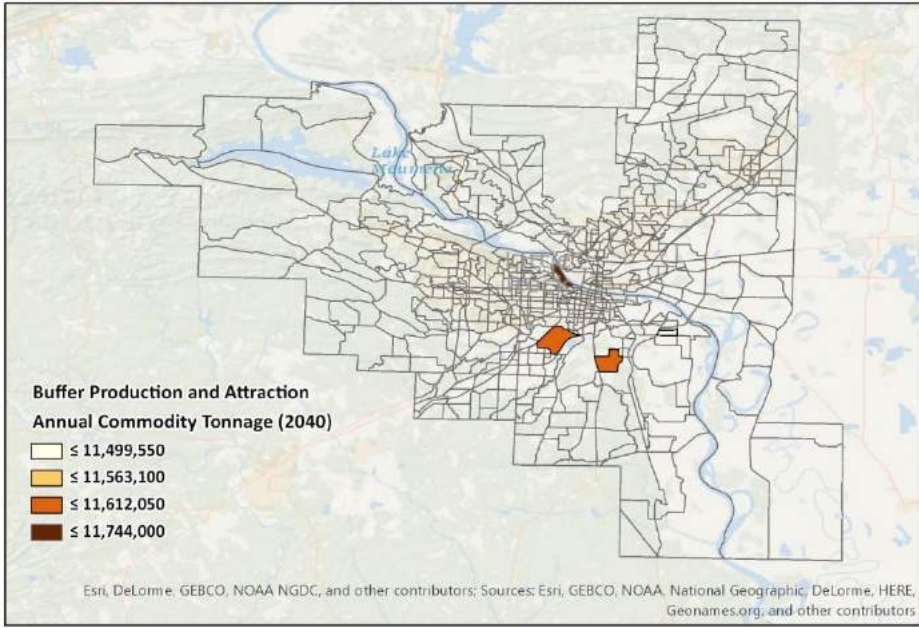 Lake
Maumelle
Buffer Production and Attraction
Annual Commodity Tonnage (2040)
≤ 11,499,550
≤ 11,563,100
≤ 11,612,050
≤ 11,744,000
Esri, DeLorme, GEBCO, NOAA NGDC, and other contributors; Sources: Esri, GEBCO, NOAA, National Geographic, DeLorme, HERE,
Geonames.org, and other contributors